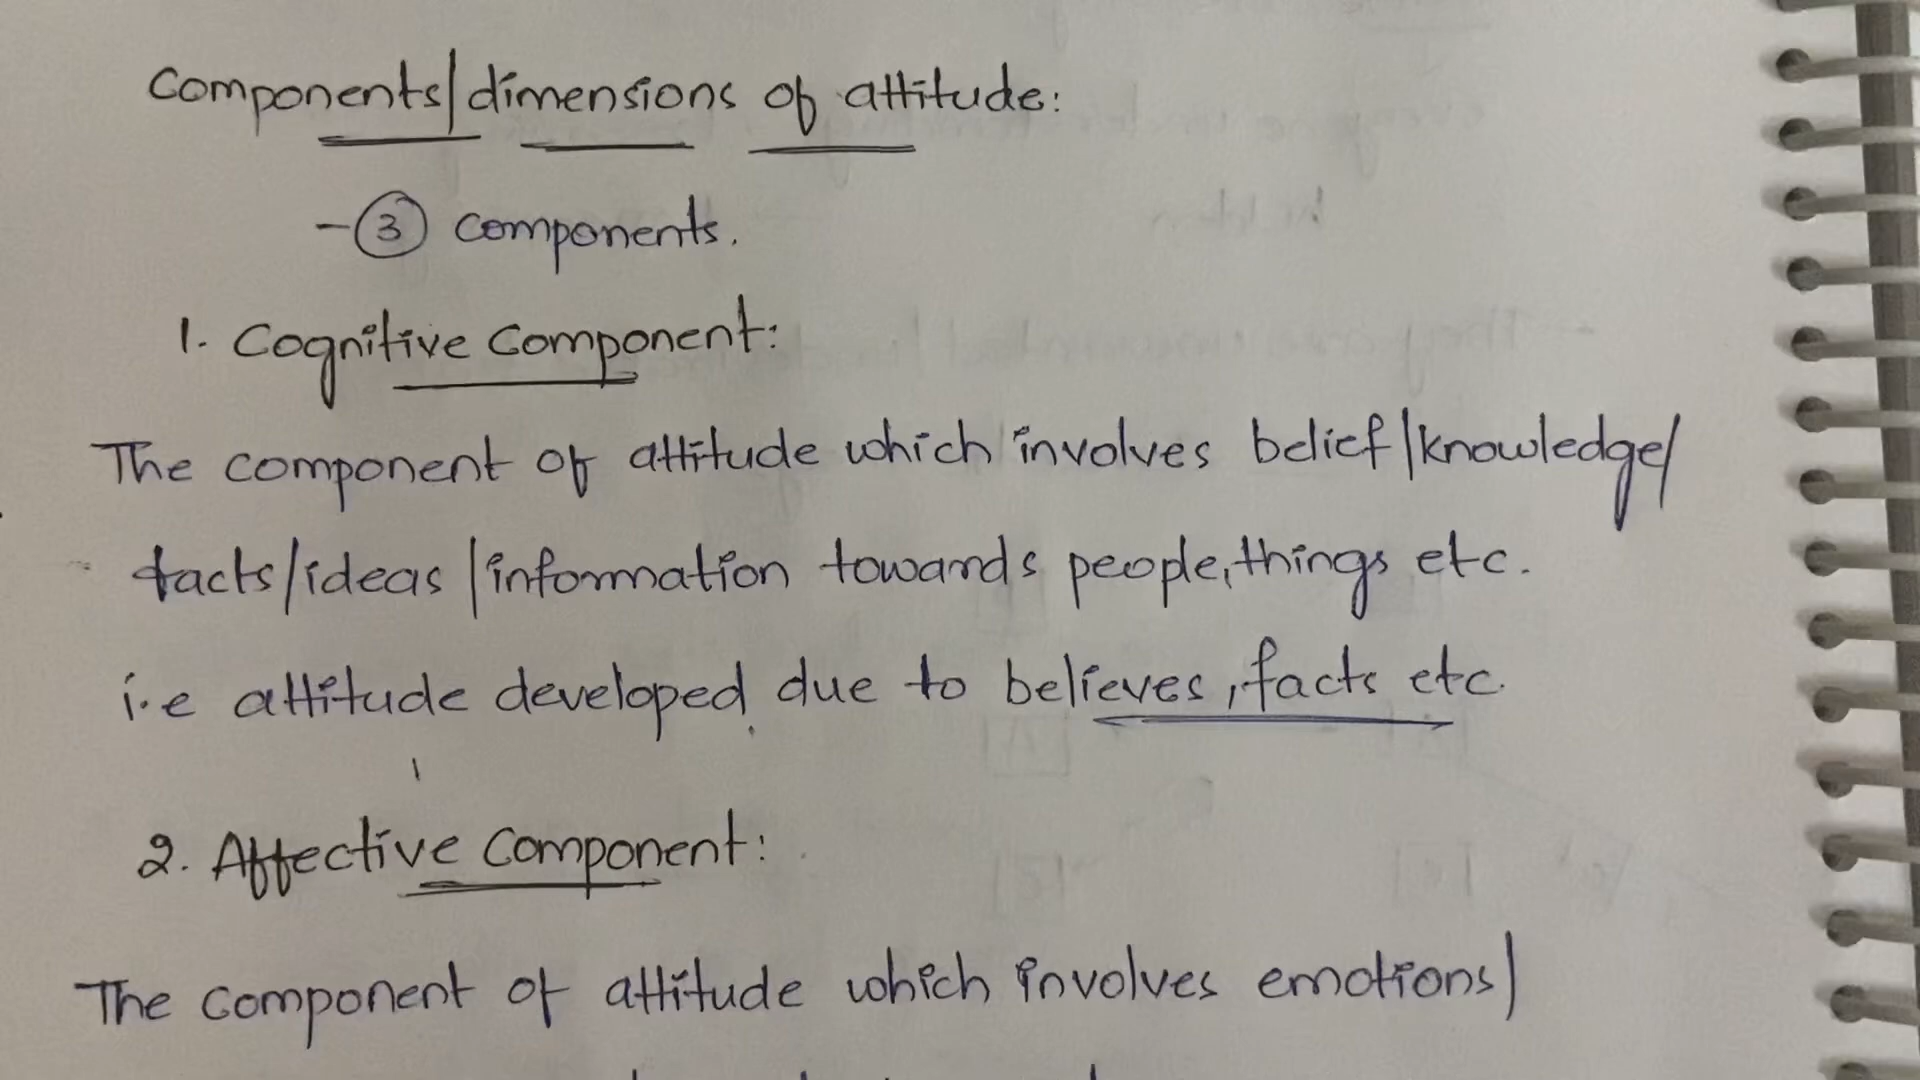 Components/dimensions of attitude:
- 3 components.
1. Cognitive Component:
The component of attitude which involves belief/knowledge/
facts/ideas/information towards people, things etc.
i.e attitude developed due to believes, facts etc.
2. Affective Component:
The component of attitude which involves emotions/